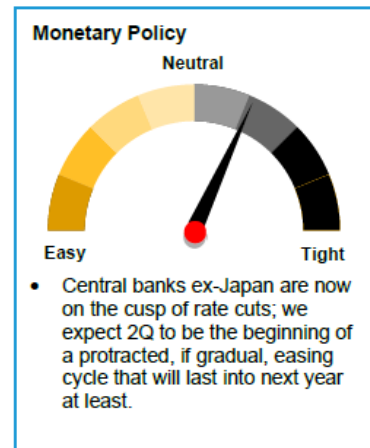 Monetary Policy
Neutral
Easy
Tight
• Central banks ex-Japan are now
on the cusp of rate cuts; we
expect 2Q to be the beginning of
a protracted, if gradual, easing
cycle that will last into next year
at least.